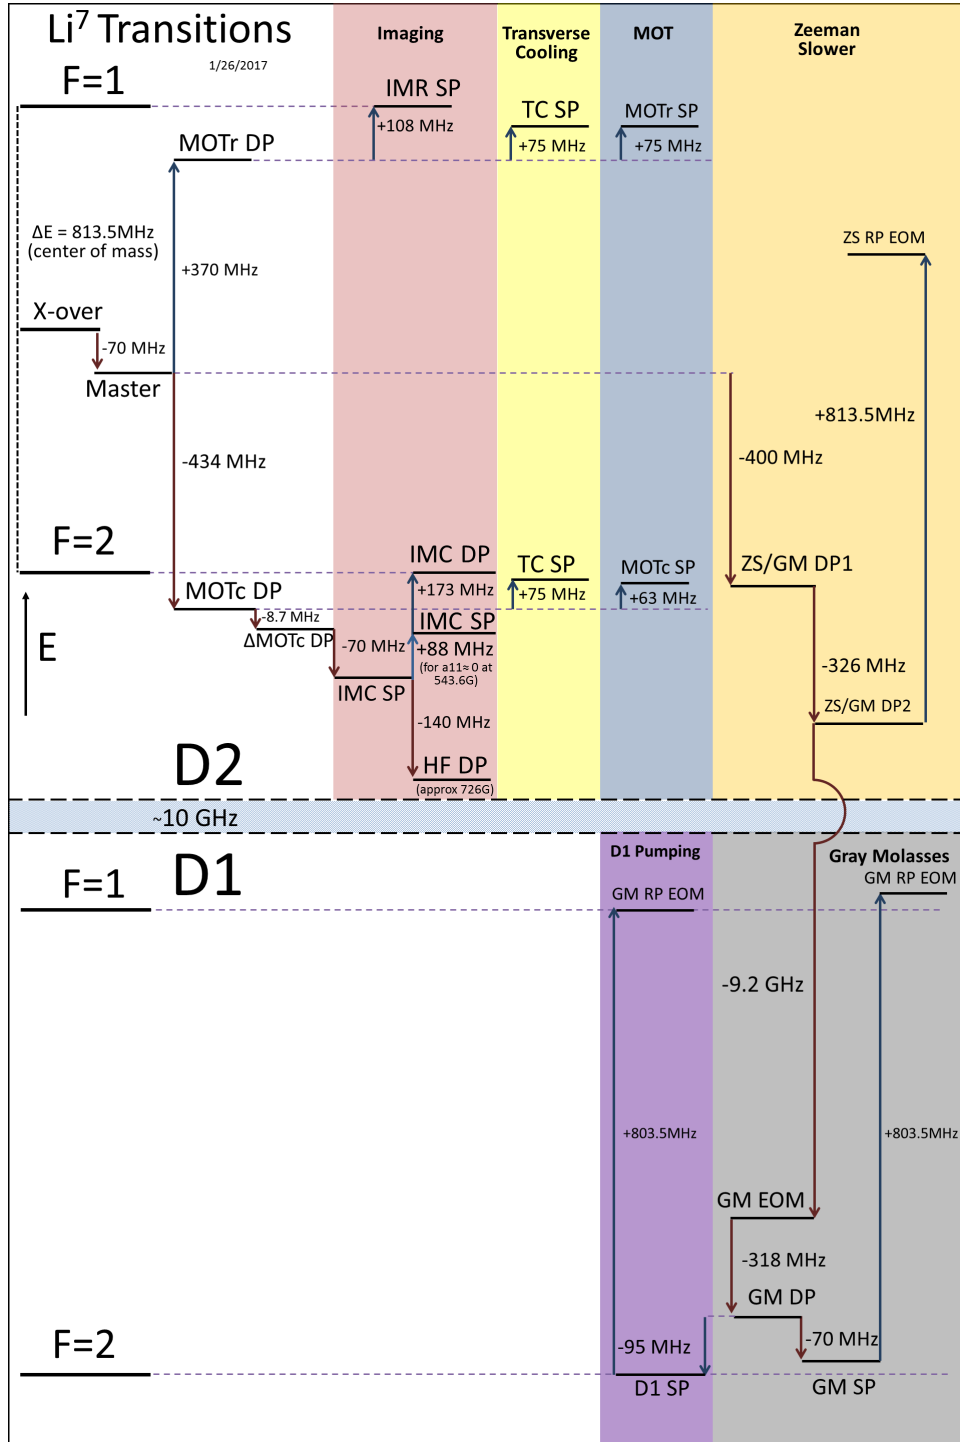 Li⁷ Transitions
1/26/2017
Imaging
Transverse
Cooling
MOT
Zeeman
Slower
F=1
IMR SP
+108 MHz
TC SP
+75 MHz
MOTr SP
+75 MHz
MOTr DP
ΔE = 813.5MHz
(center of mass)
+370 MHz
ZS RP EOM
X-over
-70 MHz
Master
+813.5MHz
-434 MHz
-400 MHz
F=2
IMC DP
+173 MHz
TC SP
+75 MHz
MOTc SP
+63 MHz
ZS/GM DP1
MOTc DP
-8.7 MHz
ΔMOTc DP
IMC SP
-70 MHz
+88 MHz
(for a11≈ 0 at
543.6G)
E
-326 MHz
IMC SP
ZS/GM DP2
-140 MHz
D2
HF DP
(approx 726G)
~10 GHz
D1
D1 Pumping
Gray Molasses
F=1
GM RP EOM
GM RP EOM
-9.2 GHz
+803.5MHz
+803.5MHz
GM EOM
-318 MHz
GM DP
F=2
-95 MHz
-70 MHz
D1 SP
GM SP